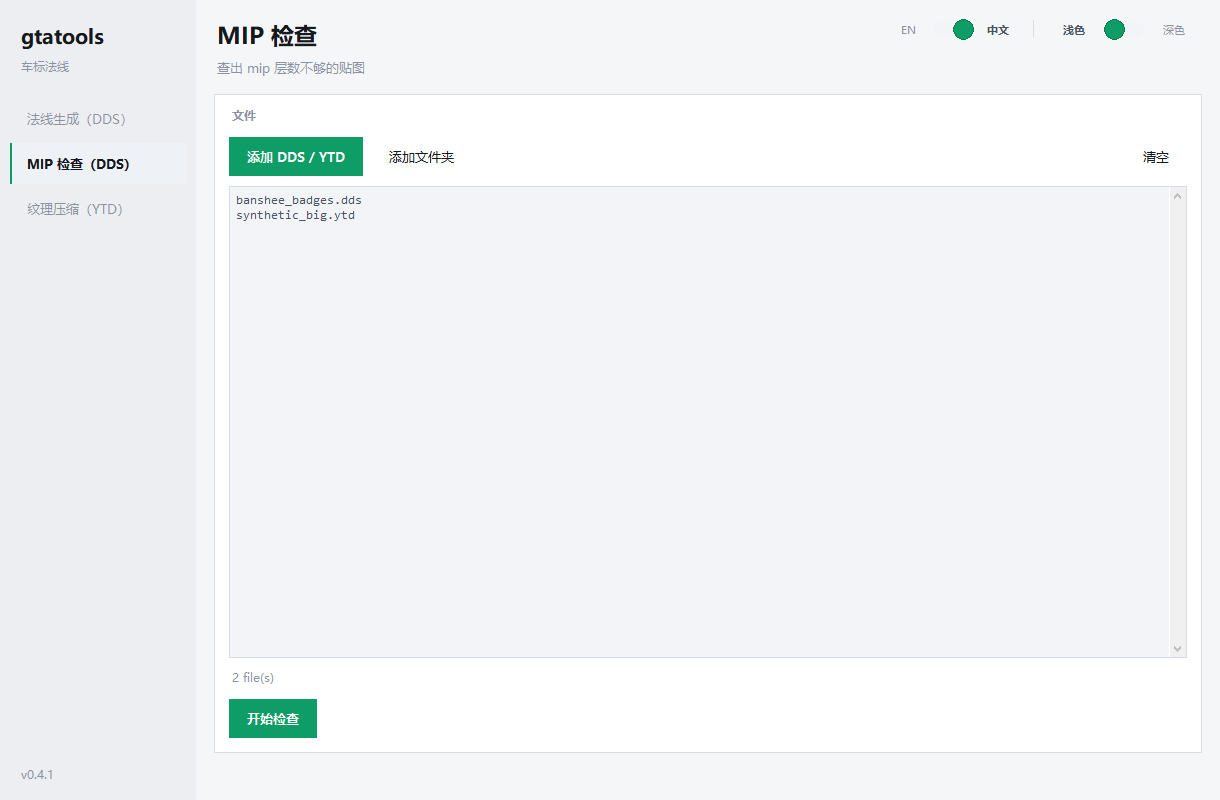 gtatools
车标法线
法线生成（DDS）
MIP 检查（DDS）
纹理压缩（YTD）
v0.4.1
MIP 检查
查出 mip 层数不够的贴图
EN 中文 浅色 深色
文件
添加 DDS / YTD 添加文件夹 清空
banshee_badges.dds
synthetic_big.ytd
2 file(s)
开始检查